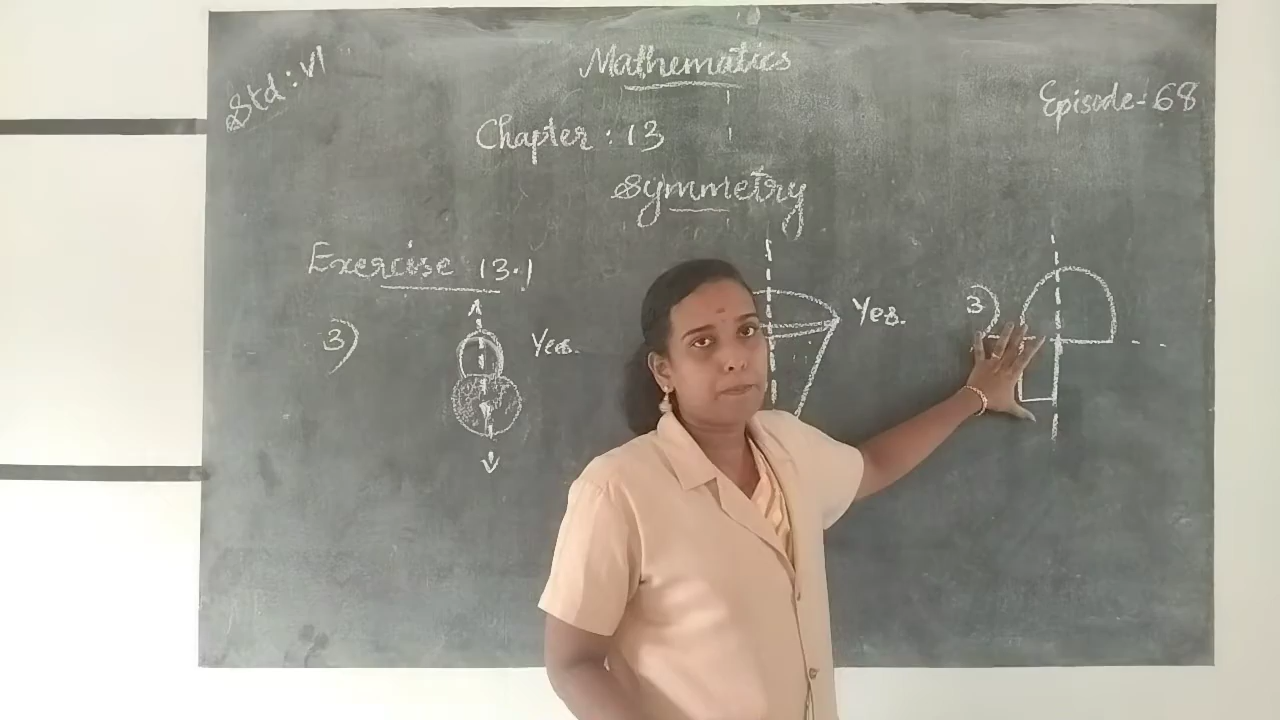 Std: VI
Mathematics
Episode-68
Chapter : 13
Symmetry
Exercise 13.1
3)
Yes.
Yes.
3)